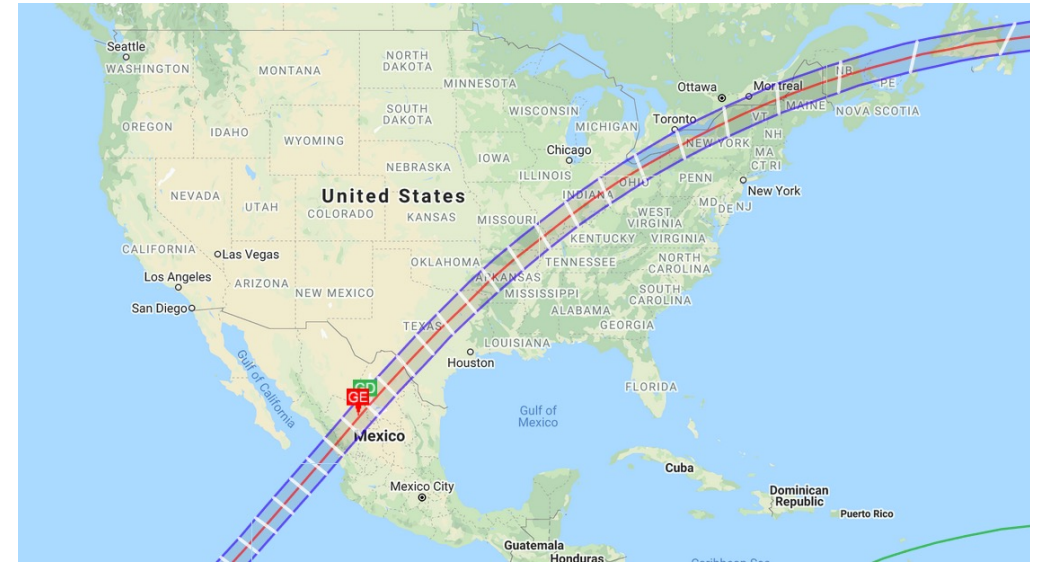 Seattle
WASHINGTON
MONTANA
NORTH
DAKOTA
MINNESOTA
Ottawa
Montreal
NB
PE
MAINE
NOVA SCOTIA
OREGON
IDAHO
WYOMING
SOUTH
DAKOTA
WISCONSIN
MICHIGAN
Toronto
VT
NH
NEW YORK
MA
CT RI
NEBRASKA
IOWA
Chicago
ILLINOIS
INDIANA
OHIO
PENN
New York
NEVADA
UTAH
United States
COLORADO
KANSAS
MISSOURI
WEST
VIRGINIA
MD
DE
NJ
KENTUCKY
VIRGINIA
CALIFORNIA
Las Vegas
Los Angeles
ARIZONA
NEW MEXICO
OKLAHOMA
ARKANSAS
TENNESSEE
NORTH
CAROLINA
San Diego
MISSISSIPPI
SOUTH
CAROLINA
ALABAMA
GEORGIA
TEXAS
LOUISIANA
Houston
Gulf of California
GD
GE
FLORIDA
Gulf of
Mexico
Mexico
Mexico City
Cuba
Dominican
Republic
Puerto Rico
Guatemala
Honduras
Caribbean Sea